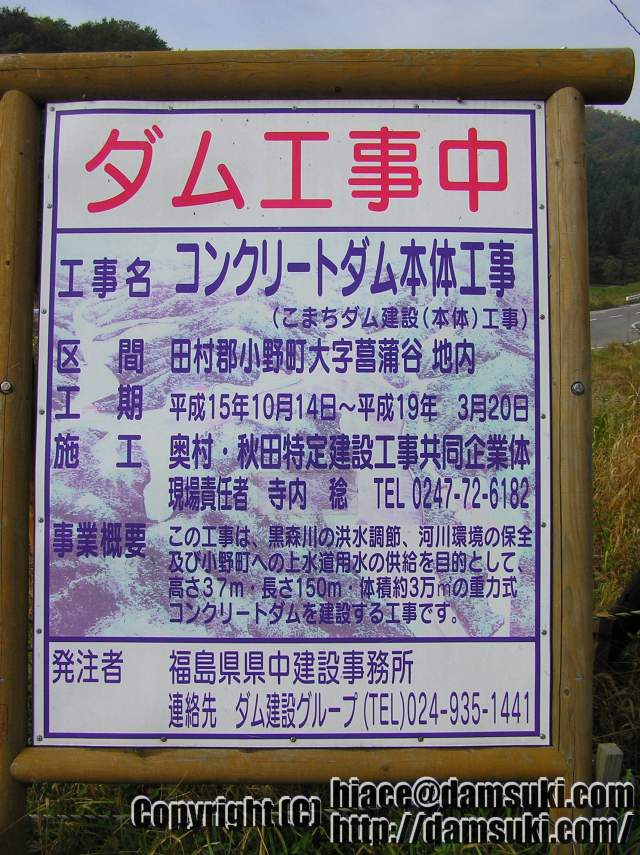 ダム工事中
工事名 コンクリートダム本体工事
(こまちダム建設(本体)工事)
区 間 田村郡小野町大字菖蒲谷 地内
工 期 平成15年10月14日～平成19年 3月20日
施 工 奥村・秋田特定建設工事共同企業体
現場責任者 寺内 稔 TEL 0247-72-6182
事業概要 この工事は、黒森川の洪水調節、河川環境の保全
及び小野町への上水道用水の供給を目的として、
高さ37m・長さ150m・体積約3万㎥の重力式
コンクリートダムを建設する工事です。
発注者 福島県県中建設事務所
連絡先 ダム建設グループ(TEL)024-935-1441
Copyright (C) hiace@damsuki.com/
http://damsuki.com/